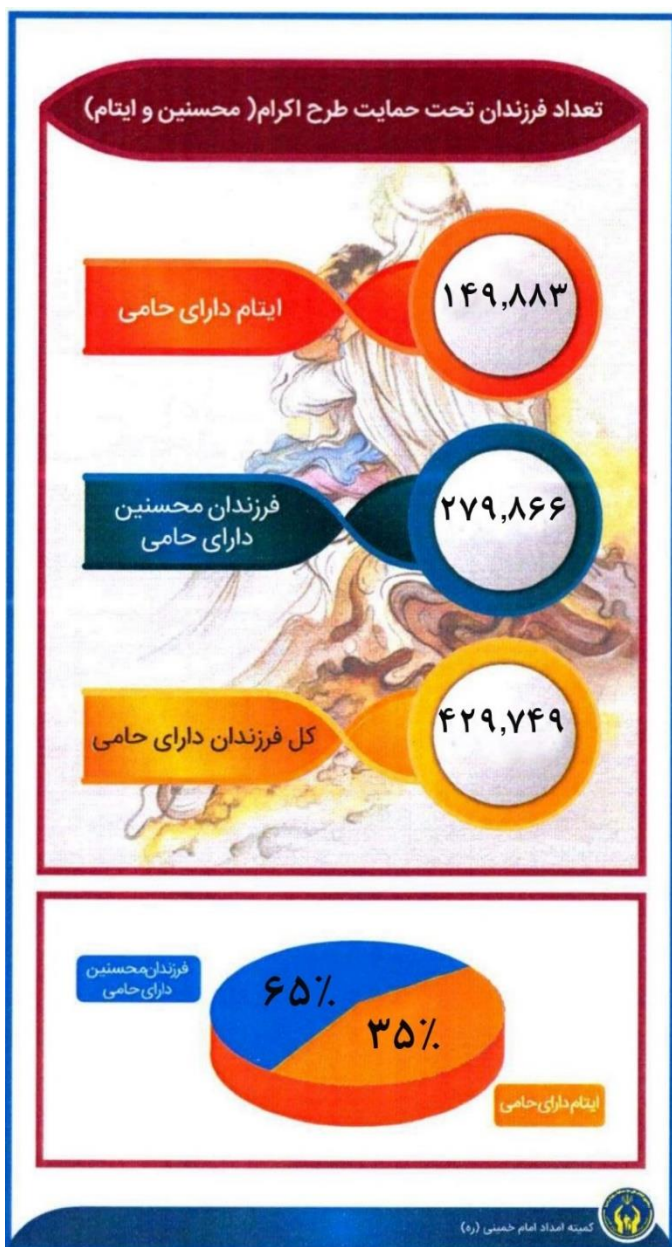 تعداد فرزندان تحت حمایت طرح اکرام( محسنین و ایتام)
۱۴۹,۸۸۳
ایتام دارای حامی
۲۷۹,۸۶۶
فرزندان محسنین
دارای حامی
۴۲۹,۷۴۹
کل فرزندان دارای حامی
فرزندان محسنین
دارای حامی
۶۵٪
۳۵٪
ایتام دارای حامی
کمیته امداد امام خمینی (ره)